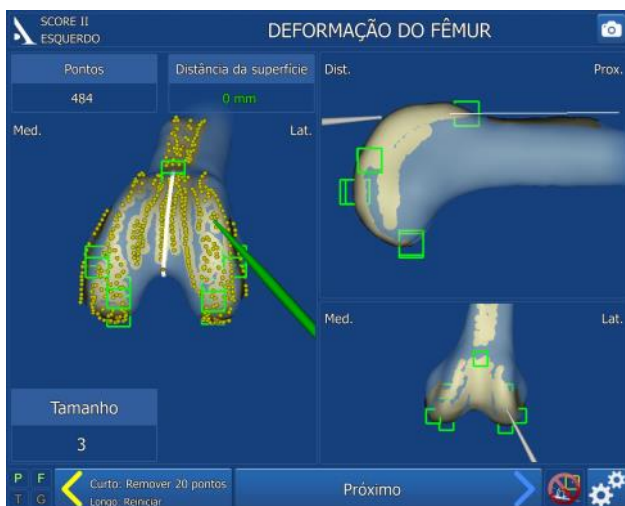 SCORE II
ESQUERDO
DEFORMAÇÃO DO FÊMUR
Pontos
484
Distância da superfície
0 mm
Med.
Lat.
Dist.
Prox.
Med.
Lat.
Tamanho
3
P F
T G
Curto: Remover 20 pontos
Longo: Reiniciar
Próximo